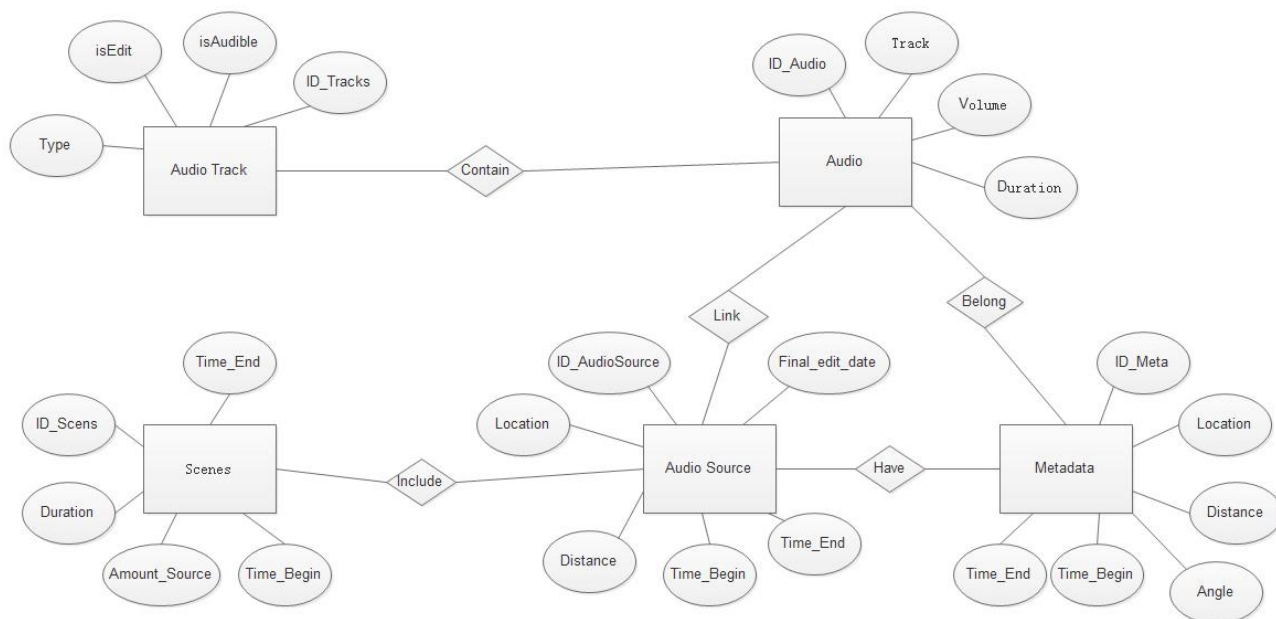 isEdit
isAudible
ID_Tracks
Type
Audio Track
Contain
ID_Audio
Track
Volume
Duration
Audio
Link
Belong
Time_End
ID_Scens
Scenes
Duration
Amount_Source
Time_Begin
Include
ID_AudioSource
Final_edit_date
Location
Audio Source
Distance
Time_Begin
Time_End
Have
ID_Meta
Location
Metadata
Distance
Time_End
Time_Begin
Angle